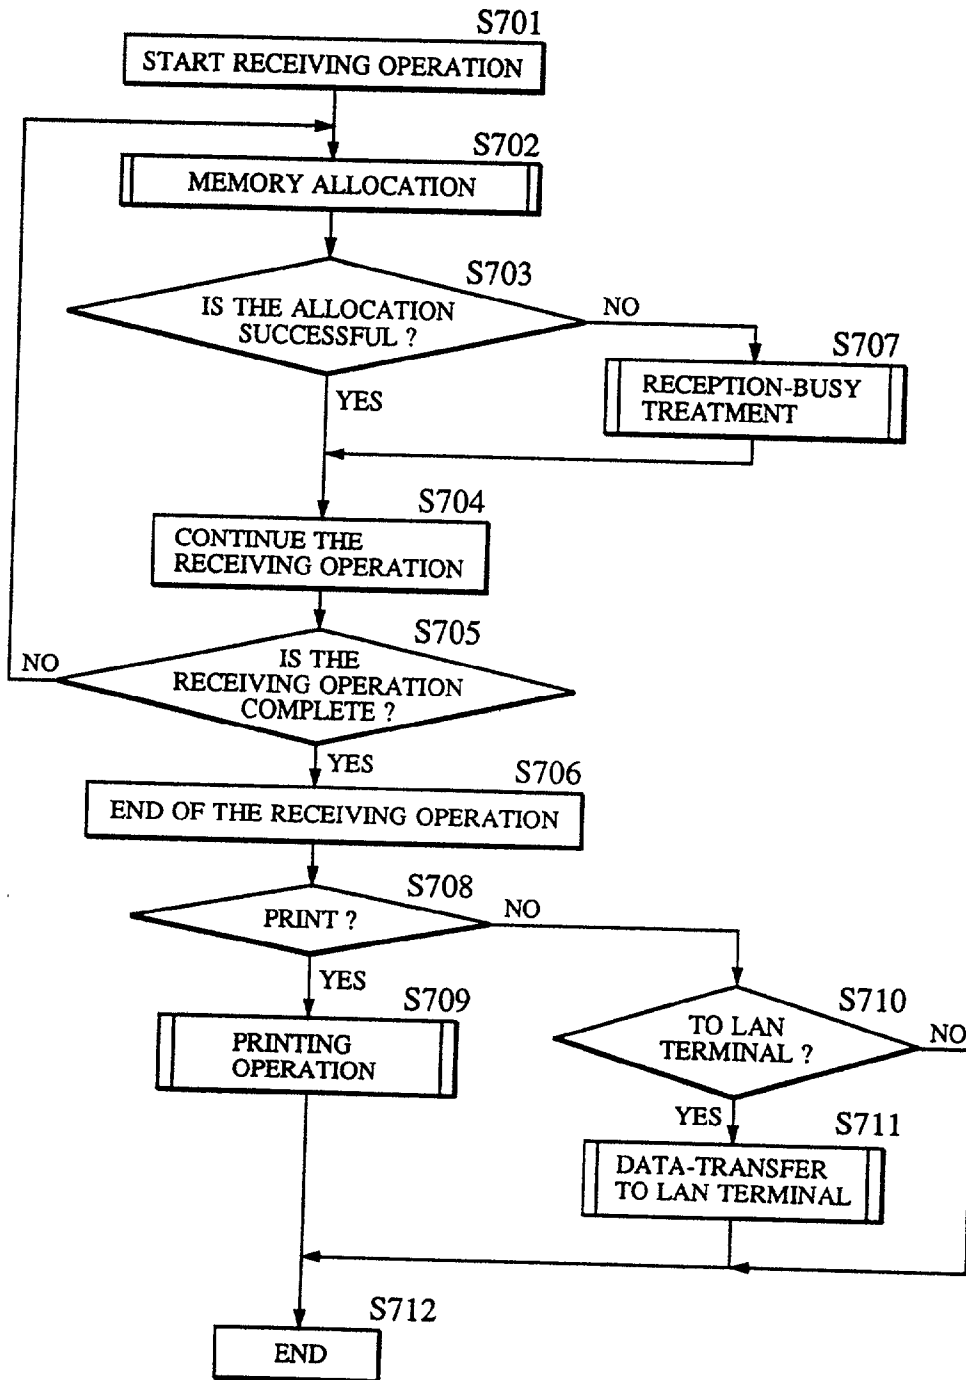 S701
START RECEIVING OPERATION
S702
MEMORY ALLOCATION
S703
IS THE ALLOCATION
SUCCESSFUL ?
NO
YES
S707
RECEPTION-BUSY
TREATMENT
S704
CONTINUE THE
RECEIVING OPERATION
S705
IS THE
RECEIVING OPERATION
COMPLETE ?
NO
YES
S706
END OF THE RECEIVING OPERATION
S708
PRINT ?
NO
YES
S709
PRINTING
OPERATION
S710
TO LAN
TERMINAL ?
NO
YES
S711
DATA-TRANSFER
TO LAN TERMINAL
S712
END